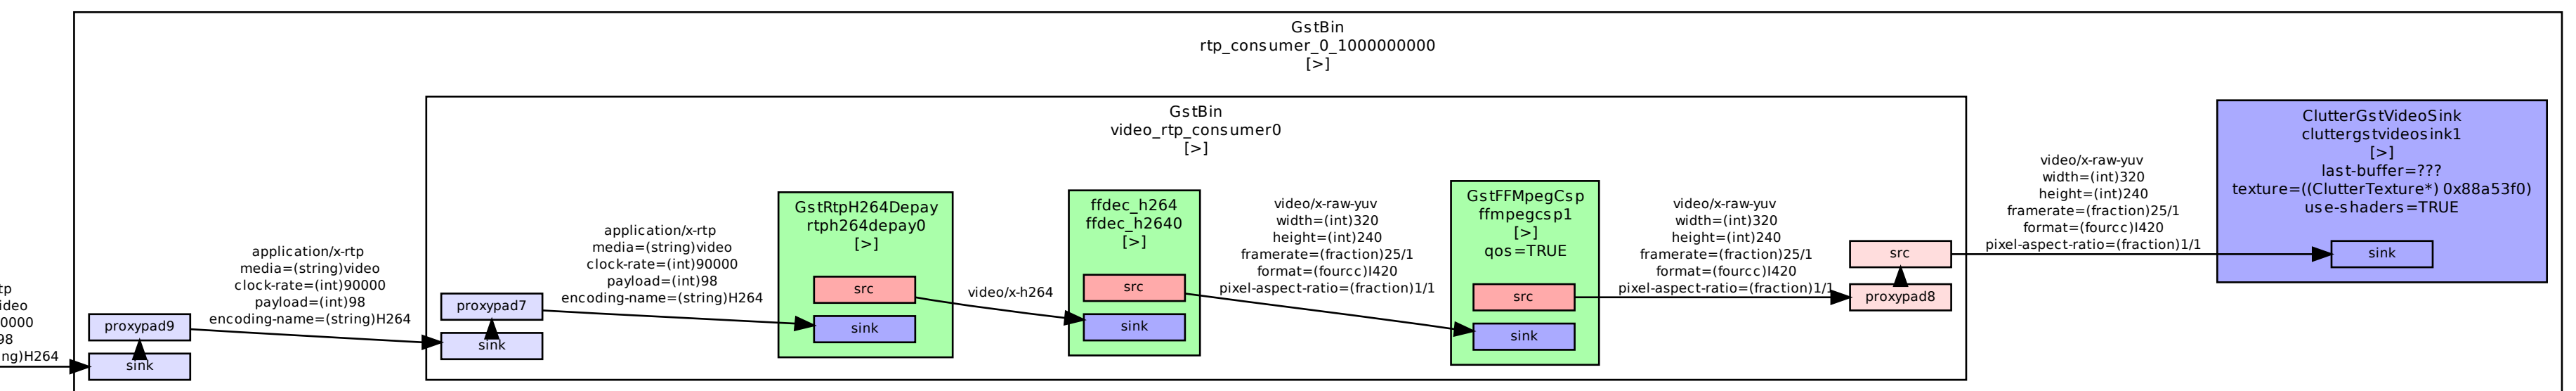 GstBin
rtp_consumer_0_1000000000
[>]
GstBin
video_rtp_consumer0
[>]
98
ng)H264
sink
proxypad9
application/x-rtp
media=(string)video
clock-rate=(int)90000
payload=(int)98
encoding-name=(string)H264
sink
proxypad7
application/x-rtp
media=(string)video
clock-rate=(int)90000
payload=(int)98
encoding-name=(string)H264
GstRtpH264Depay
rtph264depay0
[>]
src
sink
video/x-h264
ffdec_h264
ffdec_h2640
[>]
src
sink
video/x-raw-yuv
width=(int)320
height=(int)240
framerate=(fraction)25/1
format=(fourcc)I420
pixel-aspect-ratio=(fraction)1/1
GstFFMpegCsp
ffmpegcsp1
[>]
qos=TRUE
src
sink
video/x-raw-yuv
width=(int)320
height=(int)240
framerate=(fraction)25/1
format=(fourcc)I420
pixel-aspect-ratio=(fraction)1/1
src
proxypad8
video/x-raw-yuv
width=(int)320
height=(int)240
framerate=(fraction)25/1
format=(fourcc)I420
pixel-aspect-ratio=(fraction)1/1
ClutterGstVideoSink
cluttergstvideosink1
[>]
last-buffer=???
texture=((ClutterTexture*) 0x88a53f0)
use-shaders=TRUE
sink